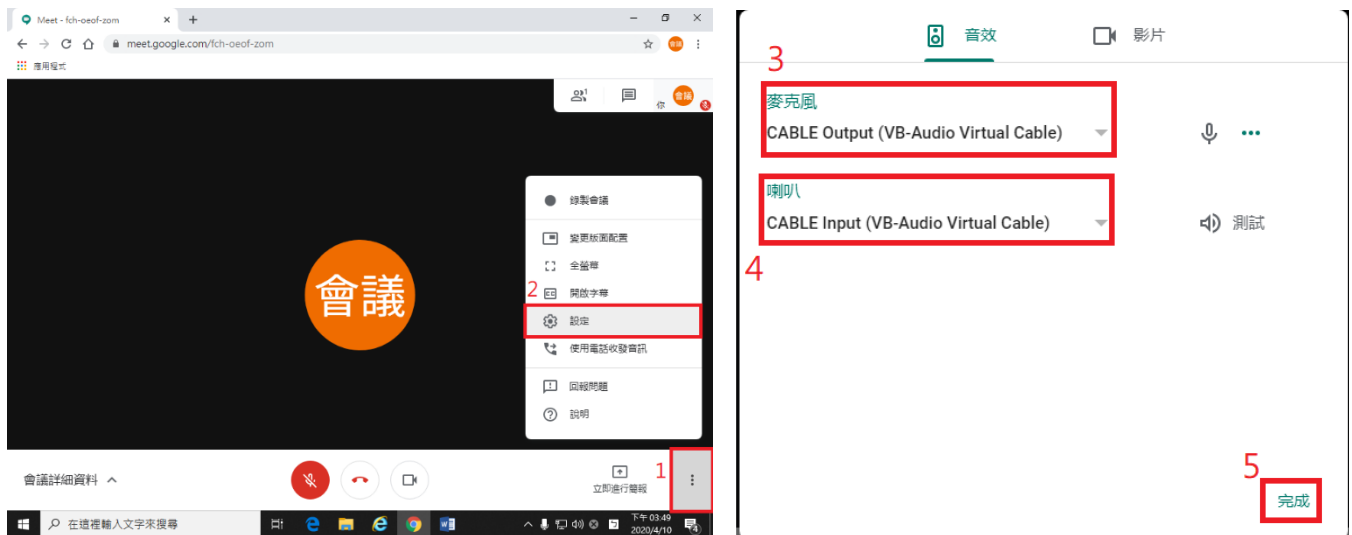 Meet - fch-oeof-zom
meet.google.com/fch-oeof-zom
會議
應用程式
1
你
會議
錄製會議
變更版面配置
全螢幕
2
開啟字幕
設定
使用電話收發音訊
回報問題
說明
會議
會議詳細資料
立即進行簡報
1
在這裡輸入文字來搜尋
下午 03:49
2020/4/10
4
音效
影片
3
麥克風
CABLE Output (VB-Audio Virtual Cable)
喇叭
CABLE Input (VB-Audio Virtual Cable)
測試
4
5
完成